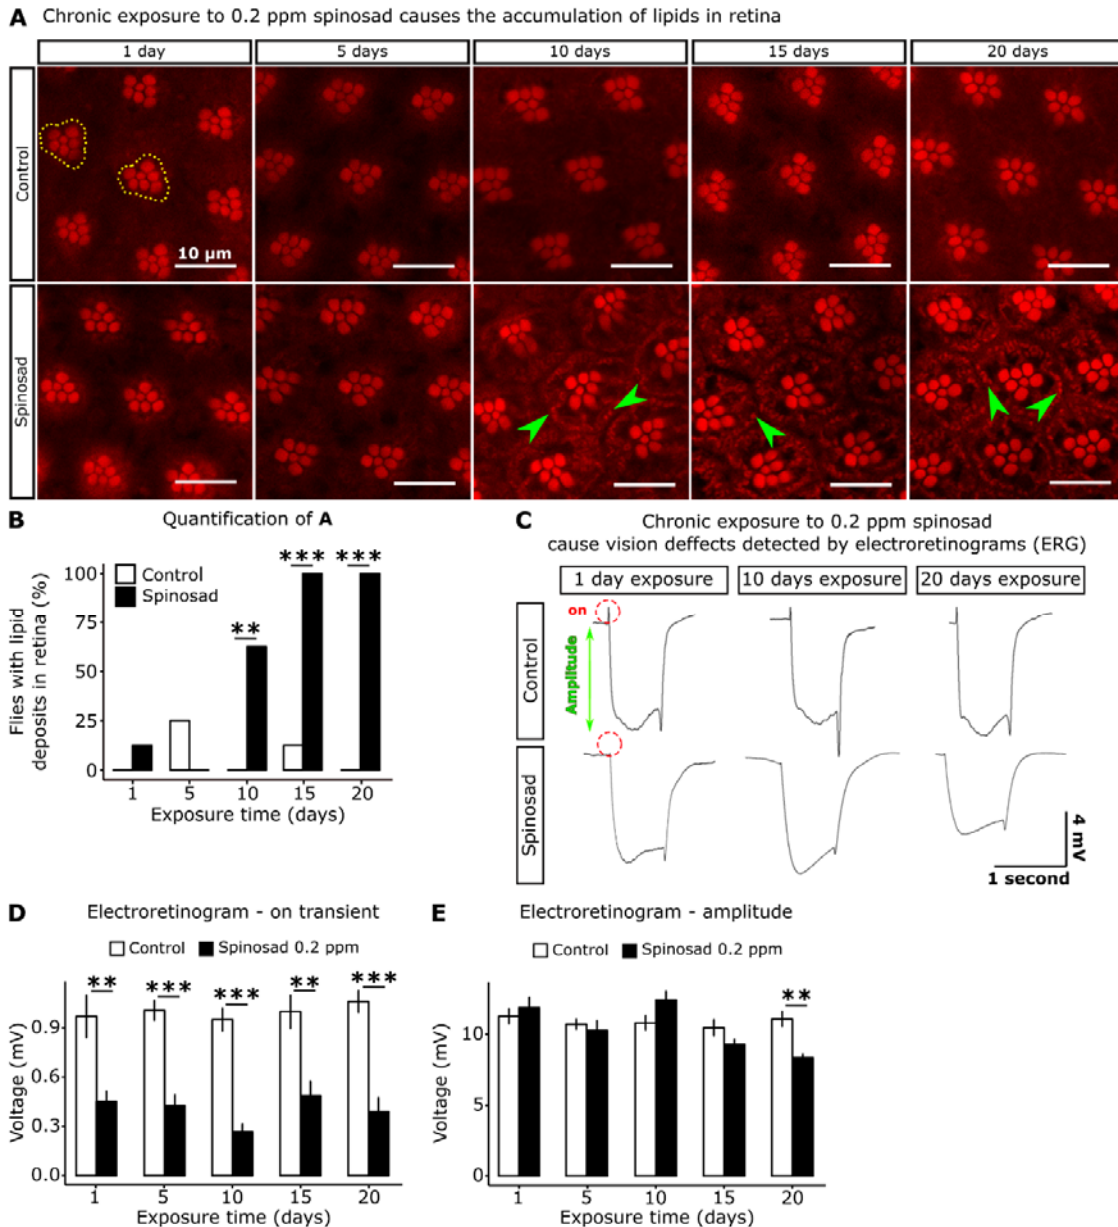 A Chronic exposure to 0.2 ppm spinosad causes the accumulation of lipids in retina
1 day
5 days
10 days
15 days
20 days
Control
10 µm
Spinosad
B Quantification of A
Flies with lipid
deposits in retina (%)
100
75
50
25
0
Control
Spinosad
**
***
***
1 5 10 15 20
Exposure time (days)
C Chronic exposure to 0.2 ppm spinosad
cause vision deffects detected by electroretinograms (ERG)
1 day exposure
10 days exposure
20 days exposure
Control
on
Amplitude
Spinosad
4 mV
1 second
D Electroretinogram - on transient
Control Spinosad 0.2 ppm
Voltage (mV)
0.9
0.6
0.3
0.0
**
***
***
**
***
1 5 10 15 20
Exposure time (days)
E Electroretinogram - amplitude
Control Spinosad 0.2 ppm
Voltage (mV)
10
5
0
**
1 5 10 15 20
Exposure time (days)